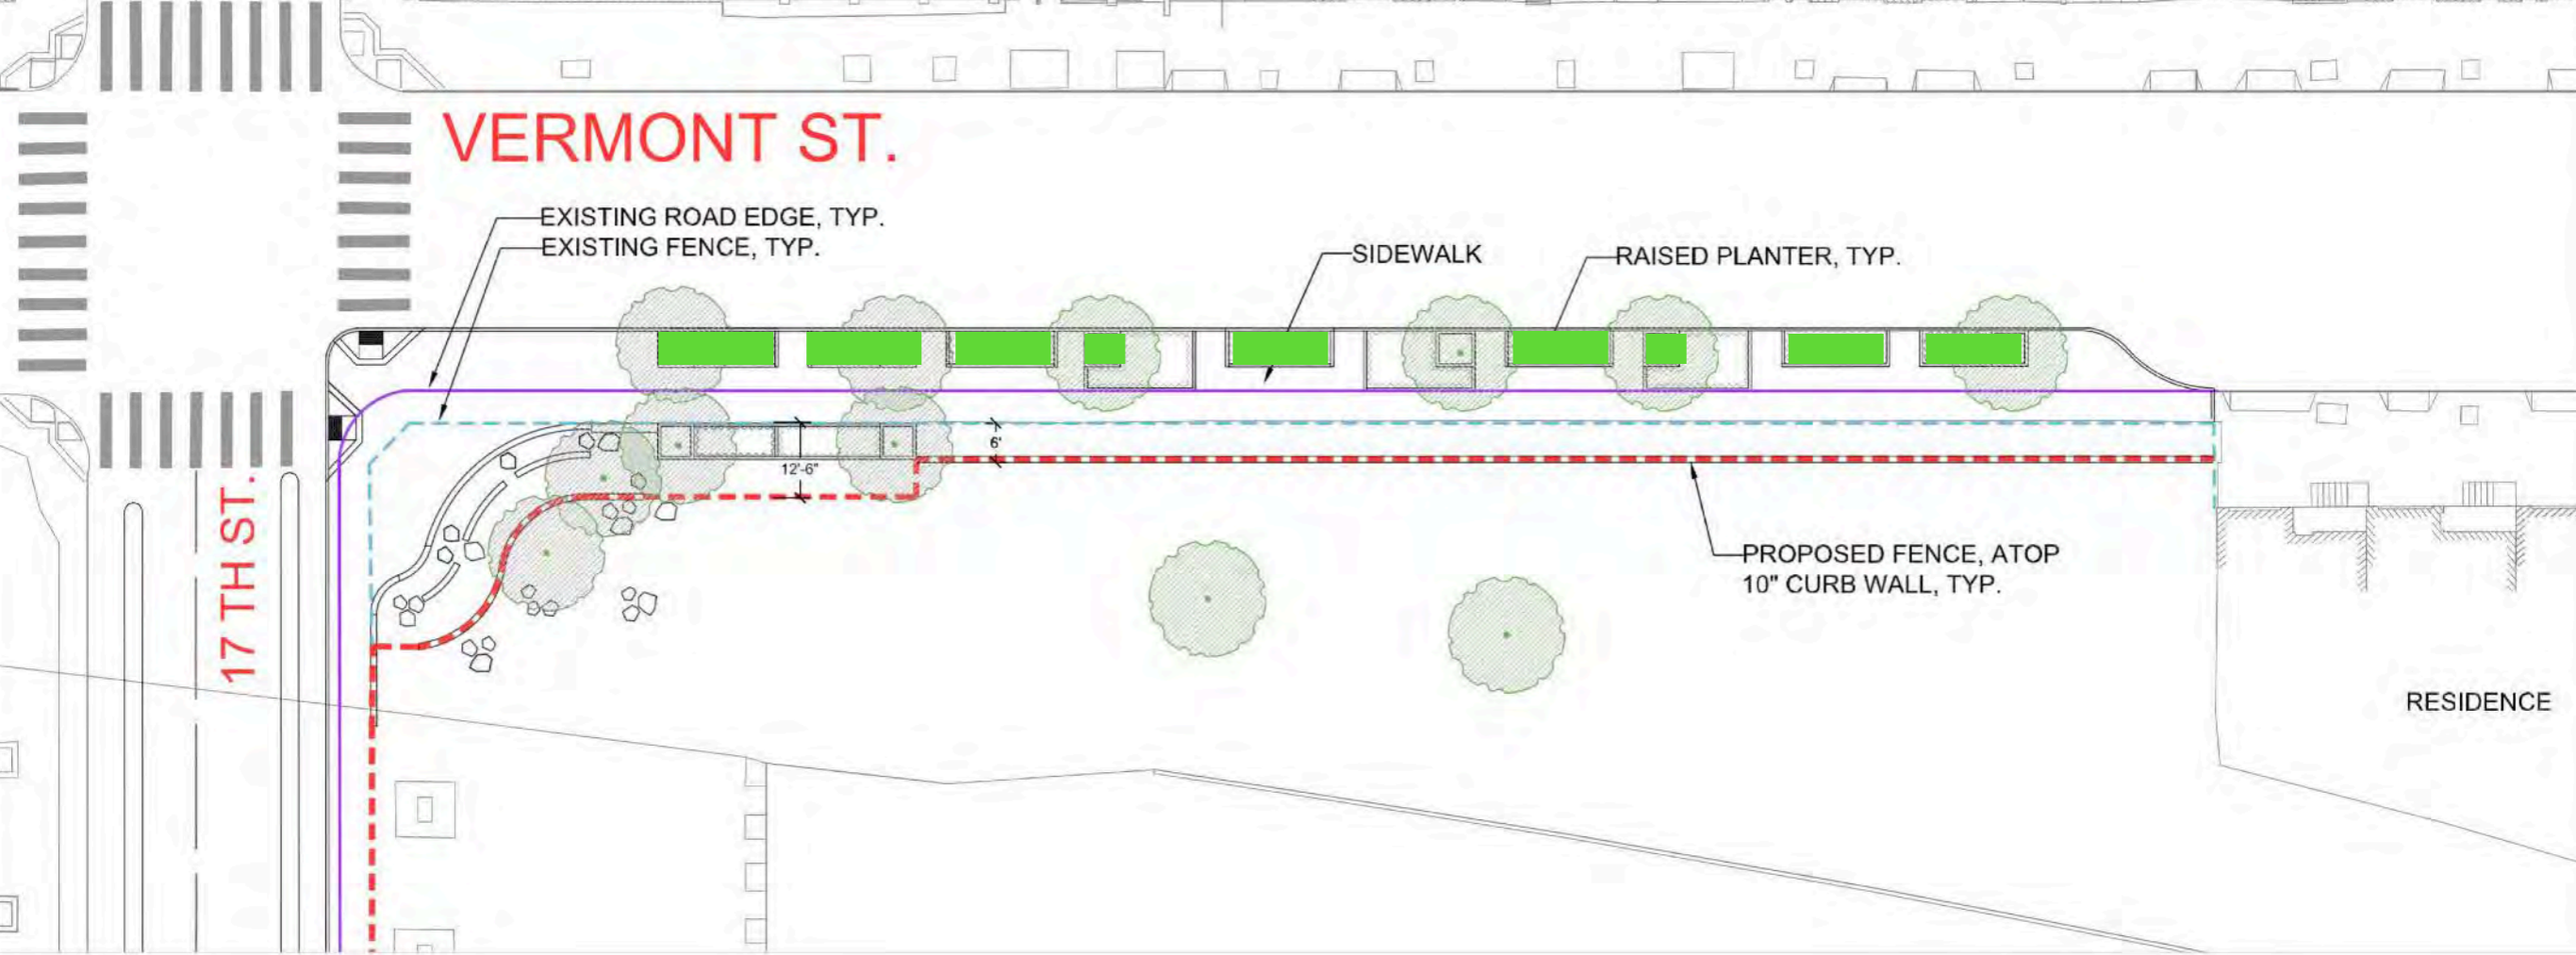 VERMONT ST.
EXISTING ROAD EDGE, TYP.
EXISTING FENCE, TYP.
SIDEWALK
RAISED PLANTER, TYP.
6'
12'-6"
17 TH ST.
PROPOSED FENCE, ATOP
10" CURB WALL, TYP.
RESIDENCE